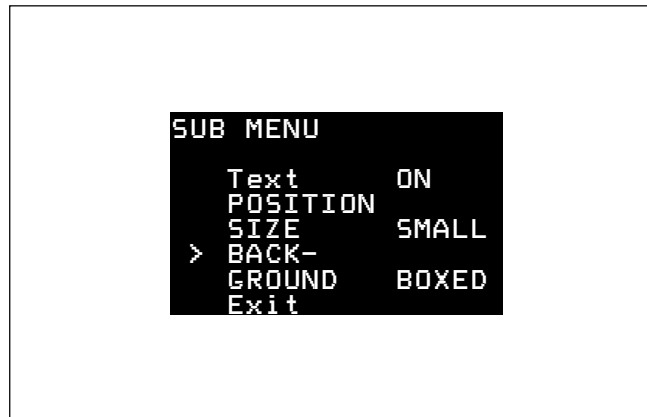 SUB MENU
Text ON
POSITION
SIZE SMALL
> BACK-
GROUND BOXED
Exit